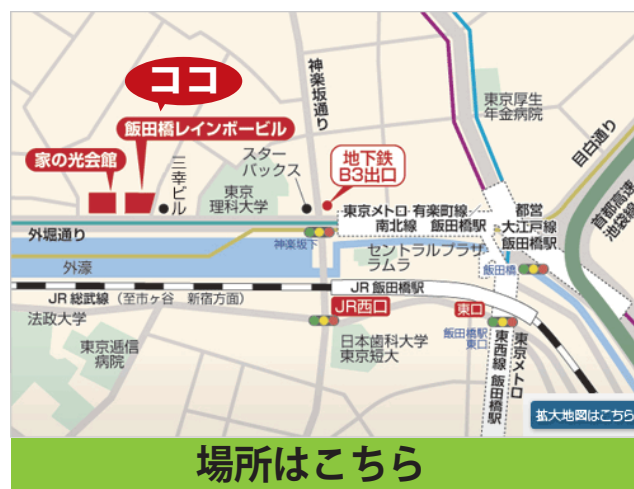 ココ
飯田橋レインボービル
家の光会館
三幸ビル
東京
理科大学
スター
バックス
神楽坂通り
地下鉄
B3出口
東京厚生
年金病院
目白通り
首都高速
池袋線
外堀通り
神楽坂下
東京メトロ 有楽町線
南北線 飯田橋駅
都営
大江戸線
飯田橋駅
セントラルプラザ
ラムラ
飯田橋
外濠
JR 飯田橋駅
JR 総武線(至市ヶ谷 新宿方面)
JR西口
東口
法政大学
東京逓信
病院
日本歯科大学
東京短大
飯田橋駅
東口
東京メトロ
東西線 飯田橋駅
拡大地図はこちら
場所はこちら